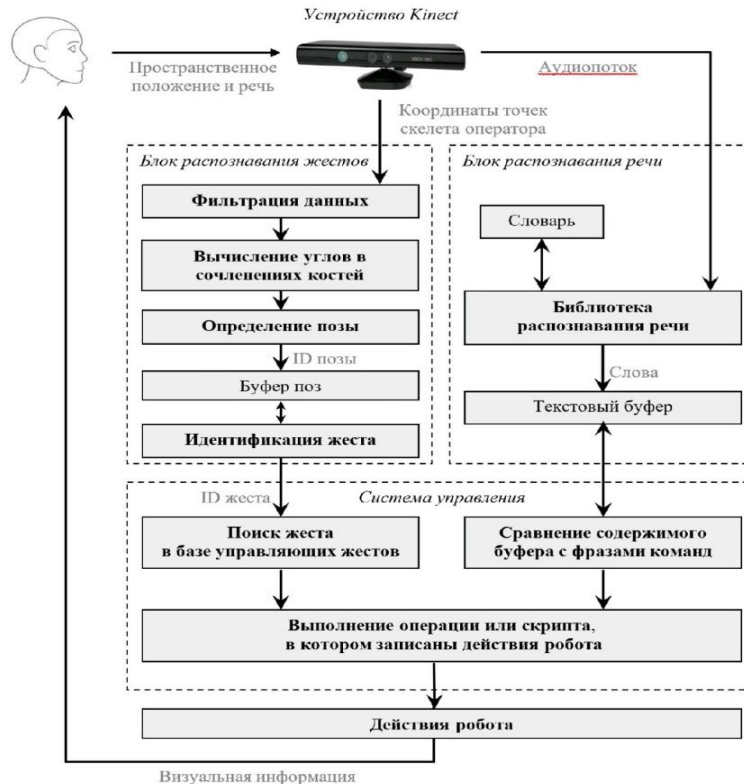 Устройство Kinect
Пространственное
положение и речь
Аудиопоток
Координаты точек
скелета оператора
Блок распознавания жестов
Фильтрация данных
Вычисление углов в
сочленениях костей
Определение позы
ID позы
Буфер поз
Идентификация жеста
Блок распознавания речи
Словарь
Библиотека
распознавания речи
Слова
Текстовый буфер
ID жеста
Система управления
Поиск жеста
в базе управляющих жестов
Сравнение содержимого
буфера с фразами команд
Выполнение операции или скрипта,
в котором записаны действия робота
Действия робота
Визуальная информация